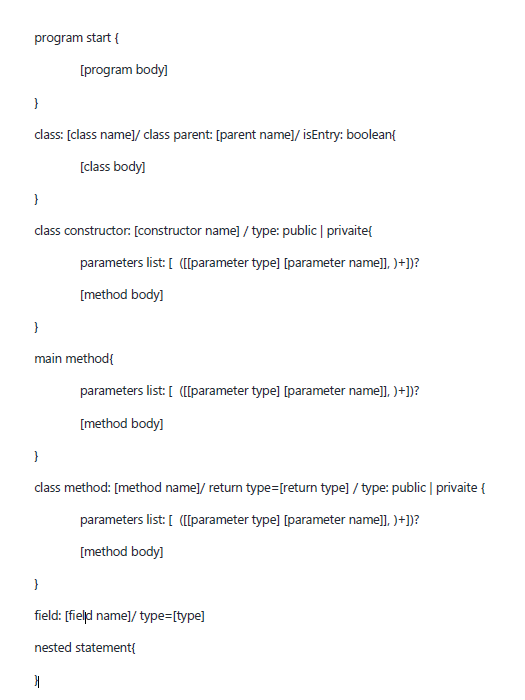 program start {
[program body]
}
class: [class name]/ class parent: [parent name]/ isEntry: boolean{
[class body]
}
class constructor: [constructor name] / type: public | privaite{
parameters list: [  ([[parameter type] [parameter name]], )+])?
[method body]
}
main method{
parameters list: [  ([[parameter type] [parameter name]], )+])?
[method body]
}
class method: [method name]/ return type=[return type] / type: public | privaite {
parameters list: [  ([[parameter type] [parameter name]], )+])?
[method body]
}
field: [field name]/ type=[type]
nested statement{
}